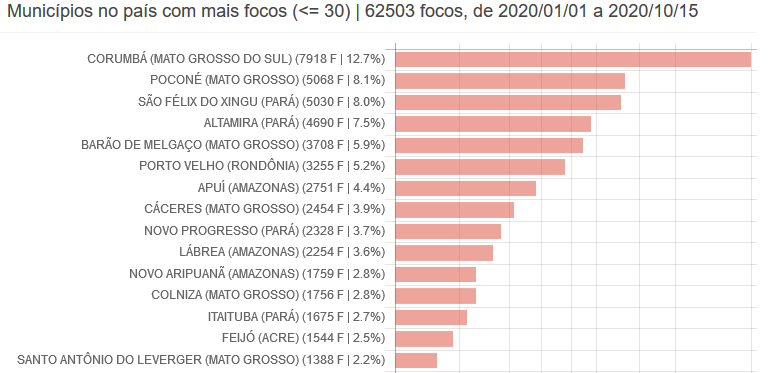 Municípios no país com mais focos (<= 30) | 62503 focos, de 2020/01/01 a 2020/10/15
CORUMBÁ (MATO GROSSO DO SUL) (7918 F | 12.7%)
POCONÉ (MATO GROSSO) (5068 F | 8.1%)
SÃO FÉLIX DO XINGU (PARÁ) (5030 F | 8.0%)
ALTAMIRA (PARÁ) (4690 F | 7.5%)
BARÃO DE MELGAÇO (MATO GROSSO) (3708 F | 5.9%)
PORTO VELHO (RONDÔNIA) (3255 F | 5.2%)
APUÍ (AMAZONAS) (2751 F | 4.4%)
CÁCERES (MATO GROSSO) (2454 F | 3.9%)
NOVO PROGRESSO (PARÁ) (2328 F | 3.7%)
LÁBREA (AMAZONAS) (2254 F | 3.6%)
NOVO ARIPUANÃ (AMAZONAS) (1759 F | 2.8%)
COLNIZA (MATO GROSSO) (1756 F | 2.8%)
ITAITUBA (PARÁ) (1675 F | 2.7%)
FEIJÓ (ACRE) (1544 F | 2.5%)
SANTO ANTÔNIO DO LEVERGER (MATO GROSSO) (1388 F | 2.2%)